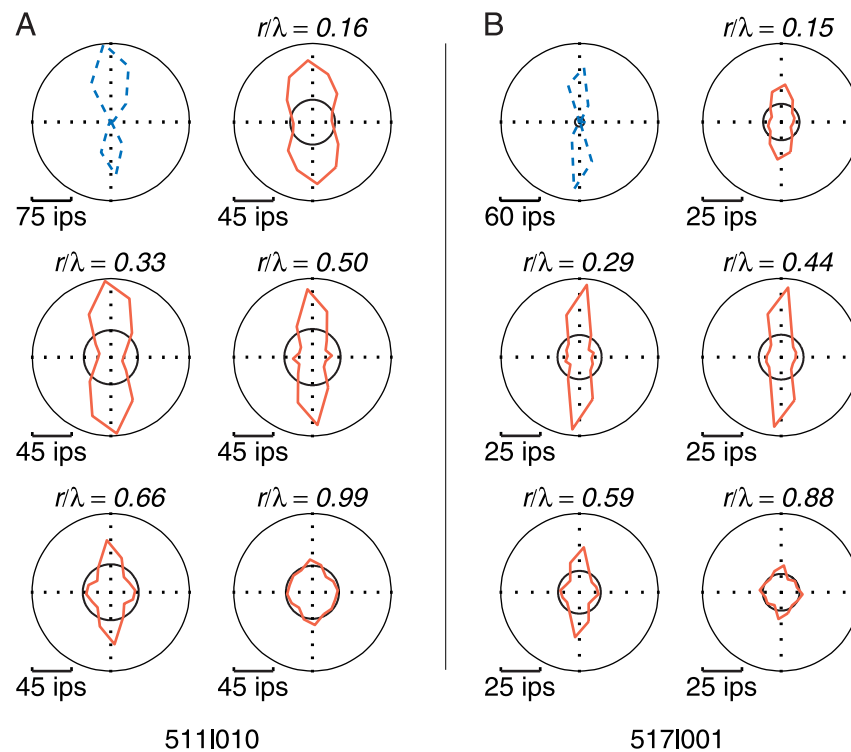 A
r/λ = 0.16
75 ips
45 ips
r/λ = 0.33
r/λ = 0.50
45 ips
45 ips
r/λ = 0.66
r/λ = 0.99
45 ips
45 ips
511l010
B
r/λ = 0.15
60 ips
25 ips
r/λ = 0.29
r/λ = 0.44
25 ips
25 ips
r/λ = 0.59
r/λ = 0.88
25 ips
25 ips
517l001